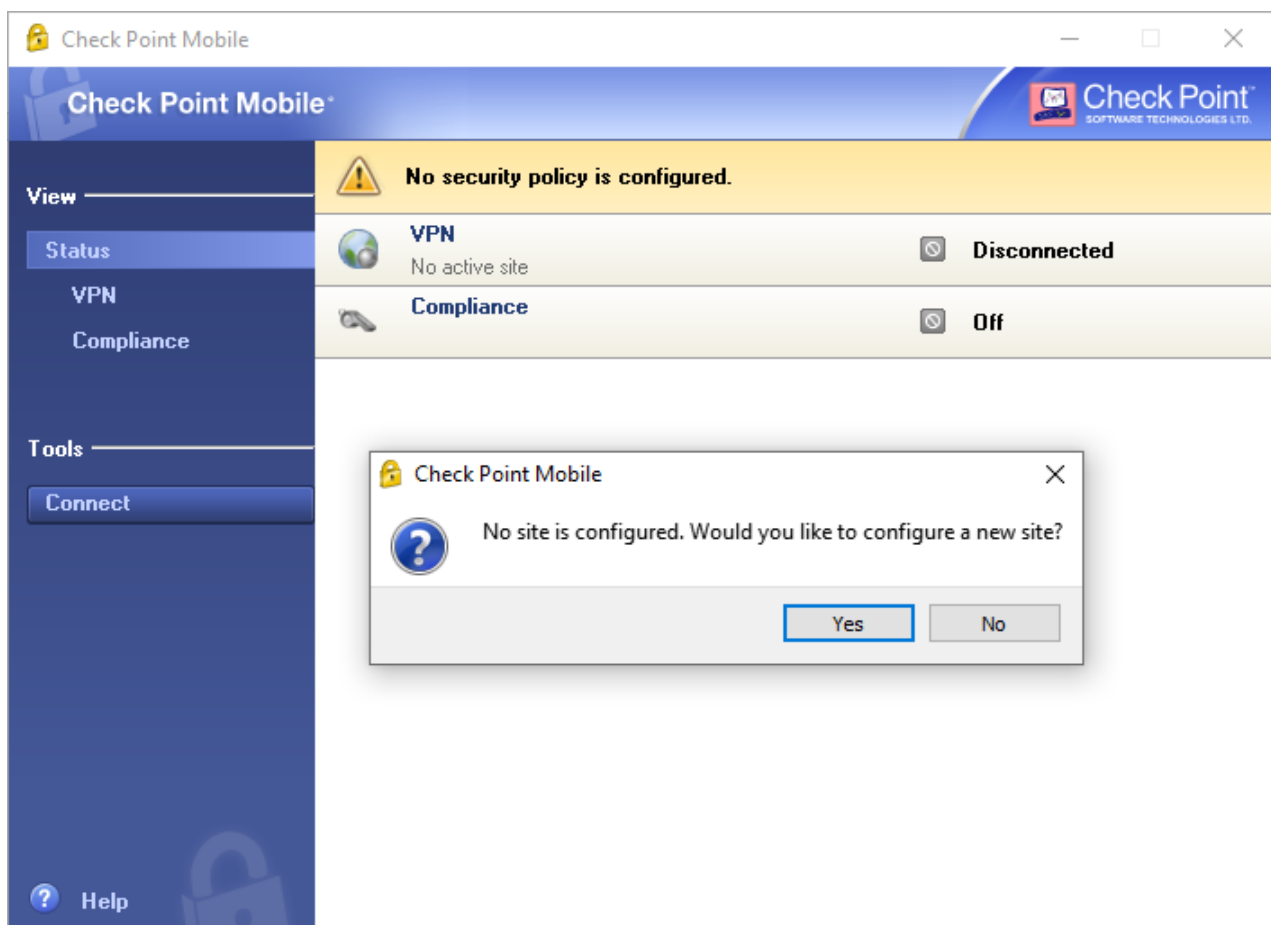 Check Point Mobile
Check Point Mobile
Check Point
SOFTWARE TECHNOLOGIES LTD.
View
Status
VPN
Compliance
Tools
Connect
Help
No security policy is configured.
VPN
No active site
Disconnected
Compliance
Off
Check Point Mobile
No site is configured. Would you like to configure a new site?
Yes
No